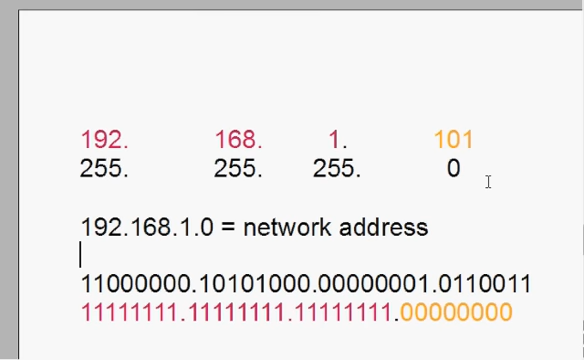 192. 168. 1. 101
255. 255. 255. 0
192.168.1.0 = network address
11000000.10101000.00000001.0110011
11111111.11111111.11111111.00000000